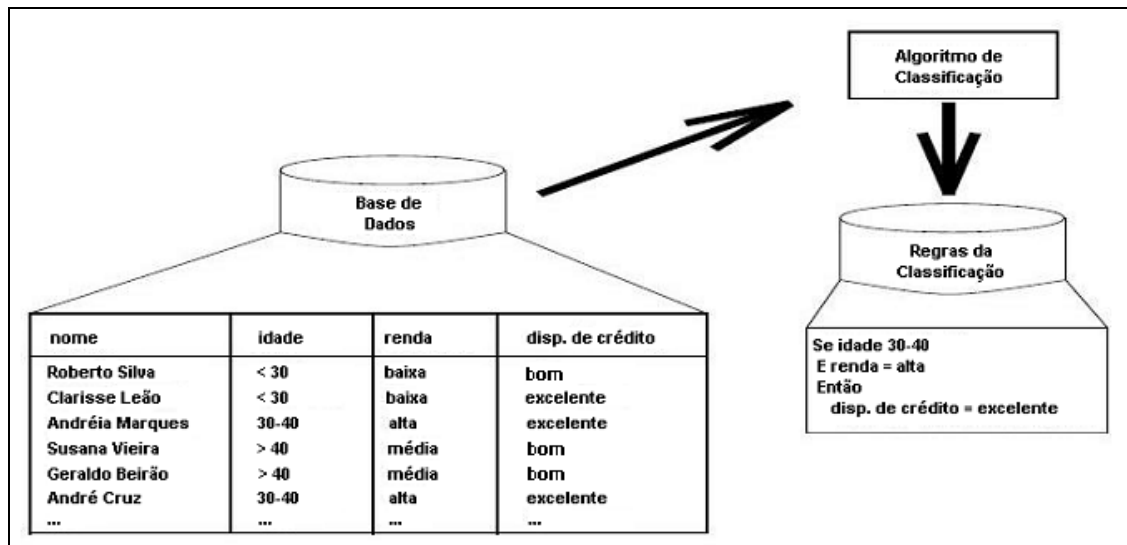 Algoritmo de
Classificação
Base de
Dados
Regras da
Classificação
nome idade renda disp. de crédito
Roberto Silva < 30 baixa bom
Clarisse Leão < 30 baixa excelente
Andréia Marques 30-40 alta excelente
Susana Vieira > 40 média bom
Geraldo Beirão > 40 média bom
André Cruz 30-40 alta excelente
... ... ... ...
Se idade 30-40
E renda = alta
Então
disp. de crédito = excelente